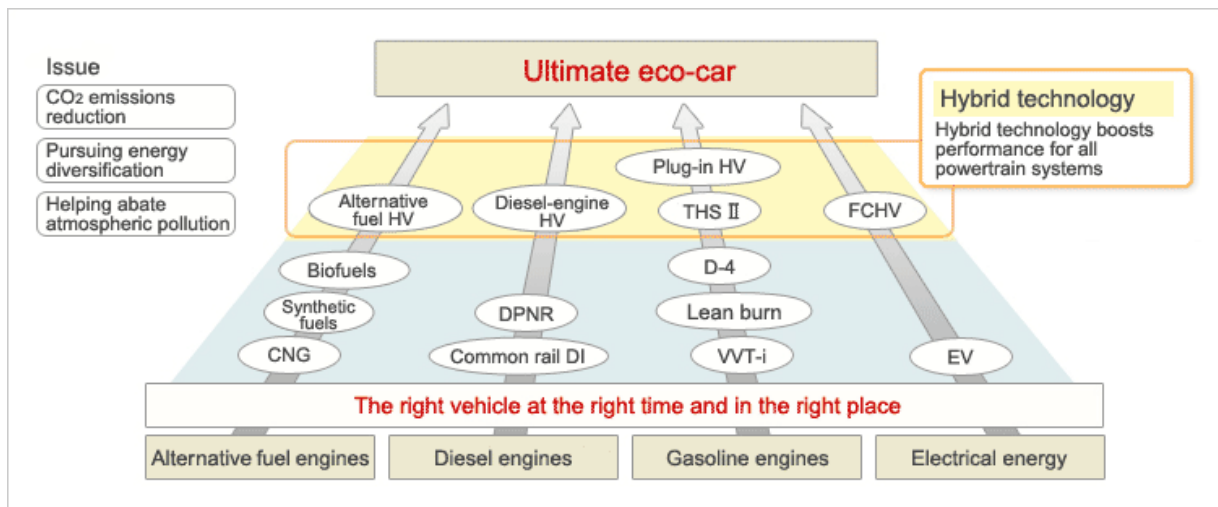 Ultimate eco-car
Issue
CO2 emissions
reduction
Pursuing energy
diversification
Helping abate
atmospheric pollution
Hybrid technology
Hybrid technology boosts
performance for all
powertrain systems
Plug-in HV
Alternative
fuel HV
Diesel-engine
HV
THS II
FCHV
Biofuels
D-4
Synthetic
fuels
DPNR
Lean burn
CNG
Common rail DI
VVT-i
EV
The right vehicle at the right time and in the right place
Alternative fuel engines
Diesel engines
Gasoline engines
Electrical energy